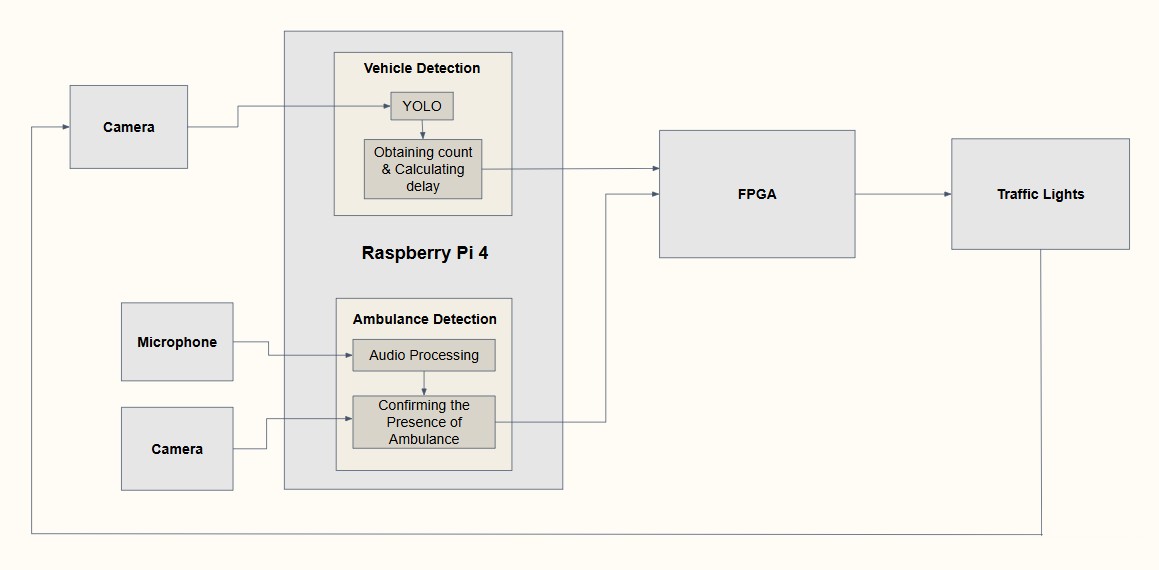 Vehicle Detection
YOLO
Camera
Obtaining count
& Calculating
delay
FPGA
Traffic Lights
Raspberry Pi 4
Ambulance Detection
Microphone
Audio Processing
Confirming the
Presence of
Ambulance
Camera